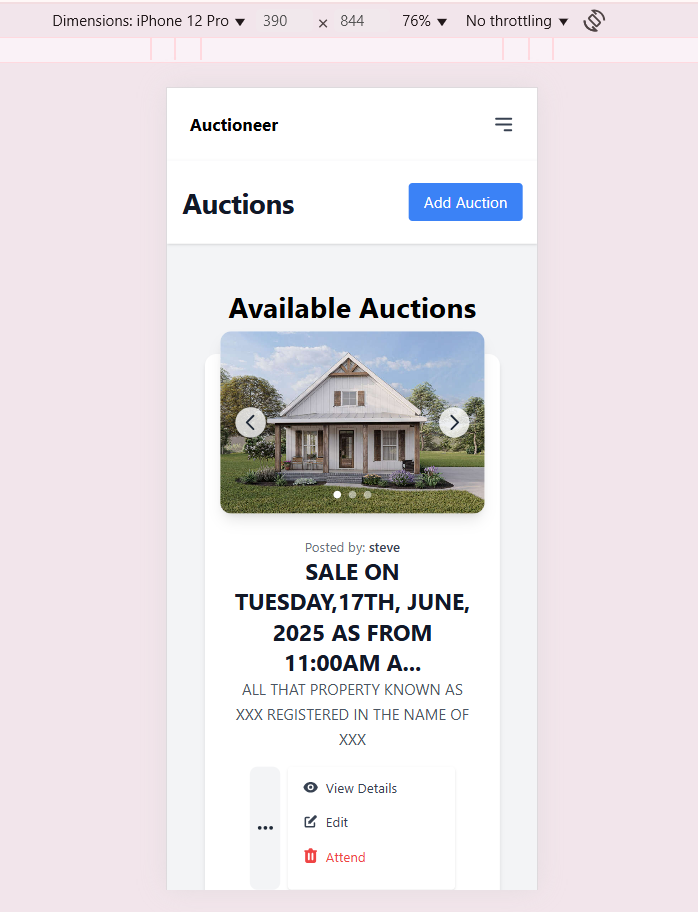 Dimensions: iPhone 12 Pro ▼ 390 × 844 76% ▼ No throttling ▼
Auctioneer
Auctions Add Auction
Available Auctions
Posted by: steve
SALE ON
TUESDAY,17TH, JUNE,
2025 AS FROM
11:00AM A...
ALL THAT PROPERTY KNOWN AS
XXX REGISTERED IN THE NAME OF
XXX
View Details
Edit
Attend